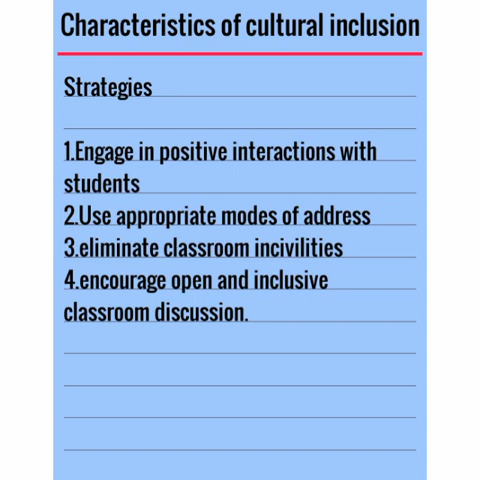 Characteristics of cultural inclusion
Strategies
1.Engage in positive interactions with
students
2.Use appropriate modes of address
3.eliminate classroom incivilities
4.encourage open and inclusive
classroom discussion.